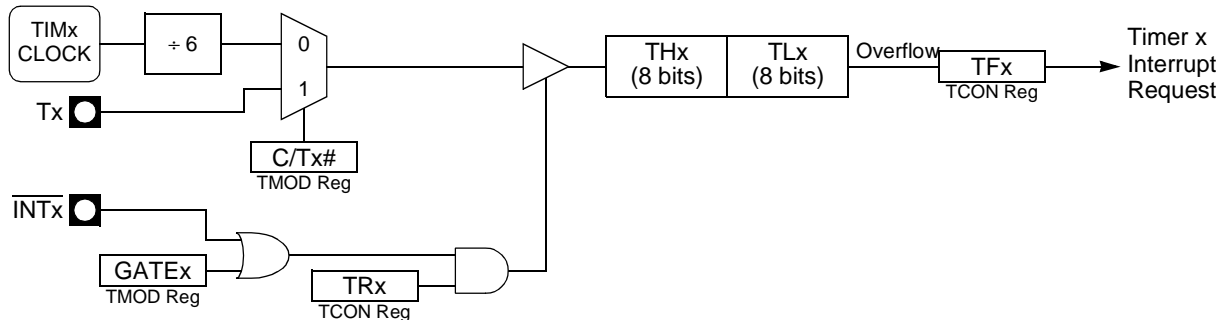 TIMx
CLOCK
÷ 6
0
1
Tx
C/Tx#
TMOD Reg
THx
(8 bits)
TLx
(8 bits)
Overflow
TFx
TCON Reg
Timer x
Interrupt
Request
INTx
GATEx
TMOD Reg
TRx
TCON Reg